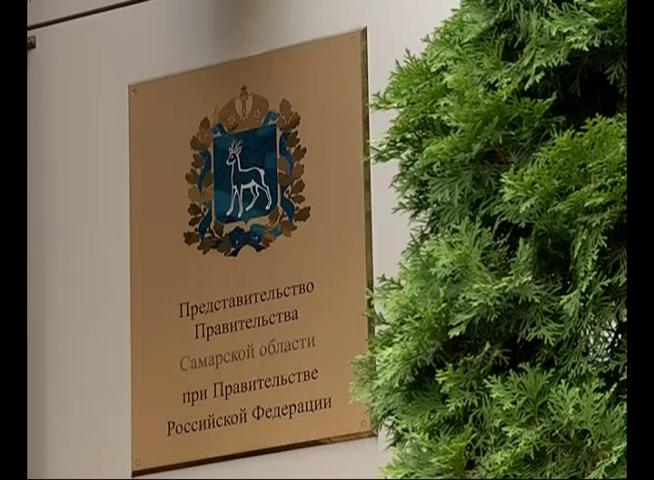 Представительство
Правительства
Самарской области
при Правительстве
Российской Федерации